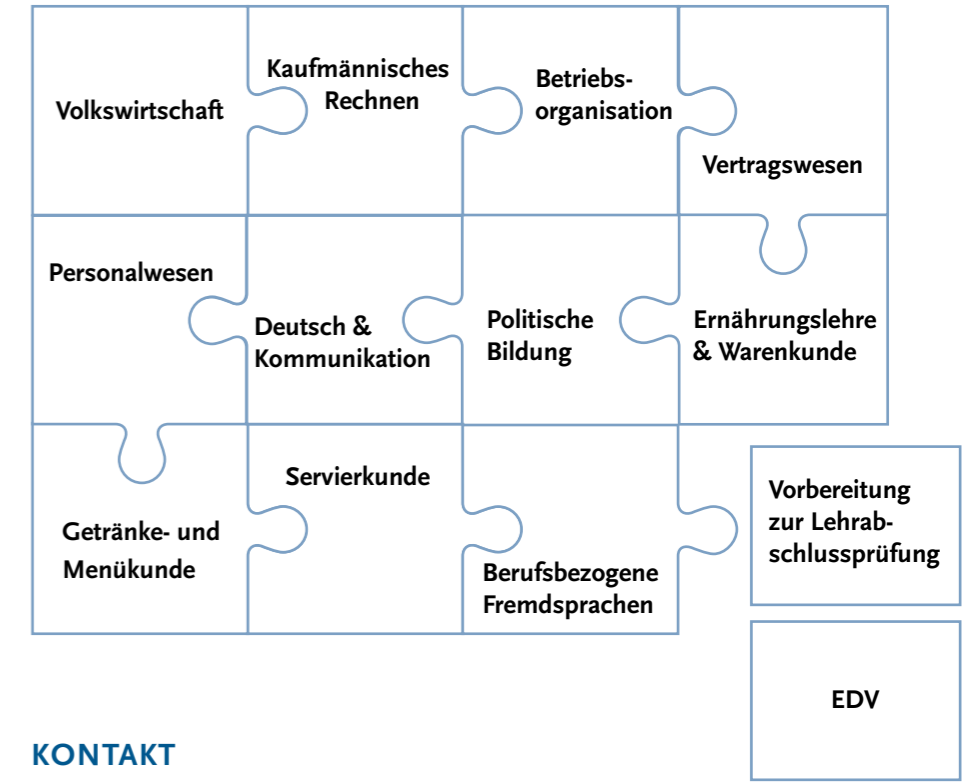 Volkswirtschaft
Kaufmännisches
Rechnen
Betriebs-
organisation
Vertragswesen
Personalwesen
Deutsch &
Kommunikation
Politische
Bildung
Ernährungslehre
& Warenkunde
Getränke- und
Menükunde
Servierkunde
Berufsbezogene
Fremdsprachen
Vorbereitung
zur Lehrab-
schlussprüfung
EDV
KONTAKT